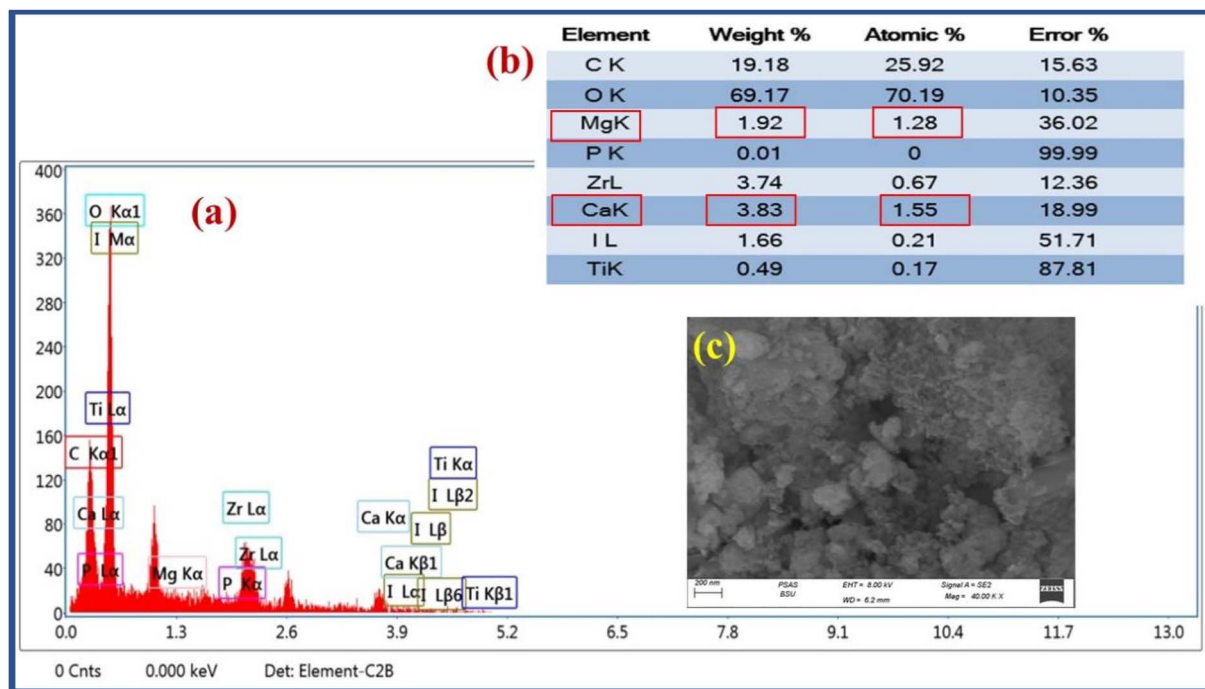 (b)
Element Weight % Atomic % Error %
C K 19.18 25.92 15.63
O K 69.17 70.19 10.35
MgK 1.92 1.28 36.02
P K 0.01 0 99.99
ZrL 3.74 0.67 12.36
CaK 3.83 1.55 18.99
I L 1.66 0.21 51.71
TiK 0.49 0.17 87.81
(a)
400
360
320
280
240
200
160
120
80
40
0
O Kα1
I Mα
Ti Lα
C Kα1
Ca Lα
P Lα
Mg Kα
Zr Lα
Zr Lα
P Kα
Ca Kα
Ca Kβ1
I Lα
Ti Kα
I Lβ2
I Lβ
I Lβ6
Ti Kβ1
0.0 1.3 2.6 3.9 5.2 6.5 7.8 9.1 10.4 11.7 13.0
0 Cnts 0.000 keV Det: Element-C2B
(c)
200 nm
PSAS
BSU
EHT = 8.00 kV
WD = 6.2 mm
Signal A = SE2
Mag = 40.00 K X
ZEISS